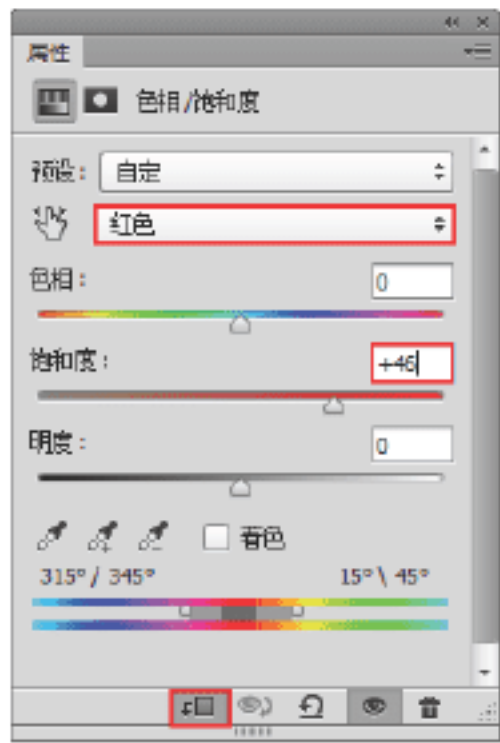 属性
色相/饱和度
预设: 自定
红色
色相: 0
饱和度: +46
明度: 0
着色
315°/ 345° 15°\ 45°